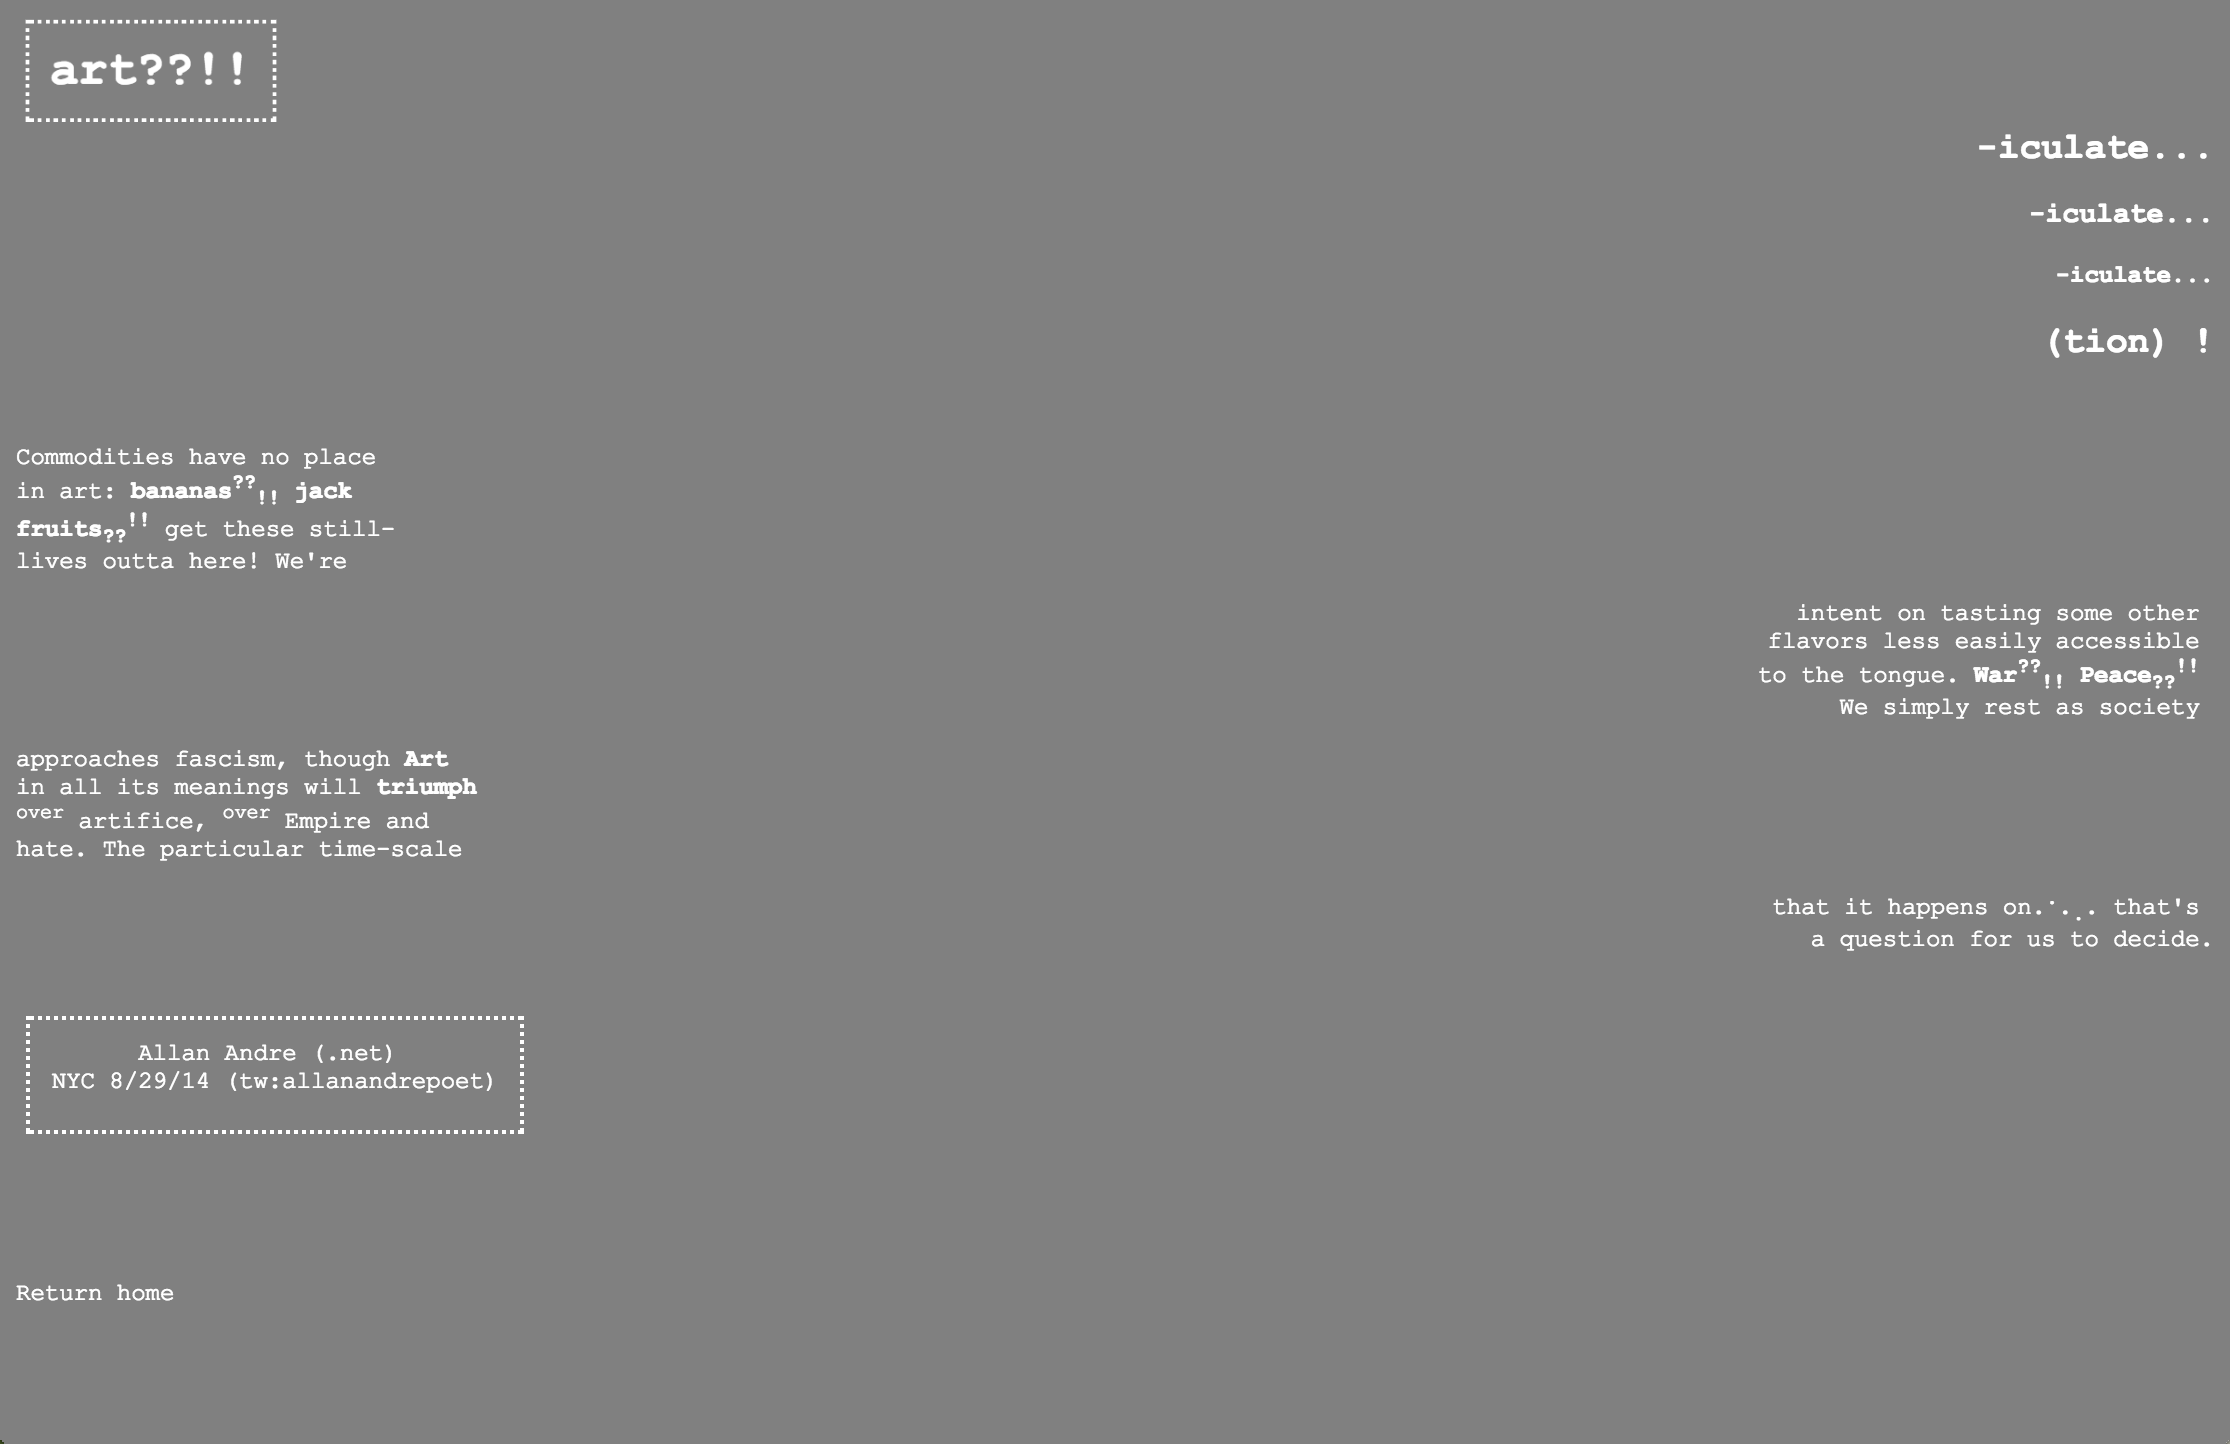 art??!!
-iculate...
-iculate...
-iculate...
(tion) !
Commodities have no place
in art: bananas??!! jack
fruits??!! get these still-
lives outta here! We're
intent on tasting some other
flavors less easily accessible
to the tongue. War??!! Peace??!!
We simply rest as society
approaches fascism, though Art
in all its meanings will triumph
over artifice, over Empire and
hate. The particular time-scale
that it happens on..... that's
a question for us to decide.
Allan Andre (.net)
NYC 8/29/14 (tw:allanandrepoet)
Return home